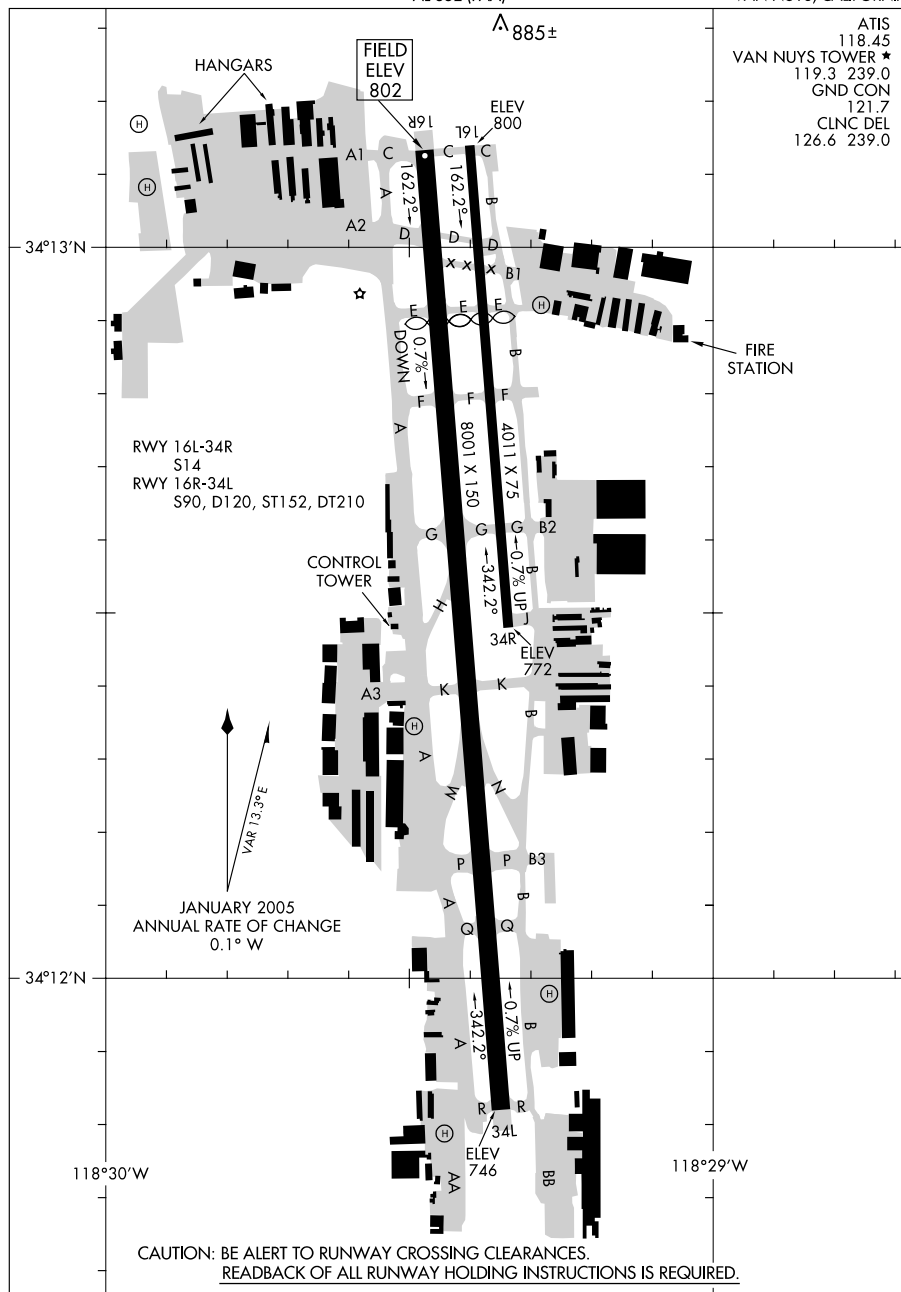 885±
ATIS
118.45
VAN NUYS TOWER ★
119.3 239.0
GND CON
121.7
CLNC DEL
126.6 239.0
HANGARS
FIELD
ELEV
802
ELEV
800
16R
16L
H
H
A1
C
C
C
A
162.2°
162.2°
B
A2
D
D
D
34°13'N
X X X
B1
E
E
E
H
FIRE
STATION
0.7%
DOWN
B
F
F
F
A
8001 X 150
4011 X 75
RWY 16L-34R
S14
RWY 16R-34L
S90, D120, ST152, DT210
G
G
G
B2
CONTROL
TOWER
342.2°
0.7% UP
B
H
J
34R
ELEV
772
A3
K
K
B
H
A
VAR 13.3°E
M
N
P
P
B3
A
B
JANUARY 2005
ANNUAL RATE OF CHANGE
0.1° W
Q
Q
34°12'N
H
342.2°
0.7% UP
B
A
R
R
34L
H
ELEV
746
118°30'W
118°29'W
AA
BB
CAUTION: BE ALERT TO RUNWAY CROSSING CLEARANCES.
READBACK OF ALL RUNWAY HOLDING INSTRUCTIONS IS REQUIRED.